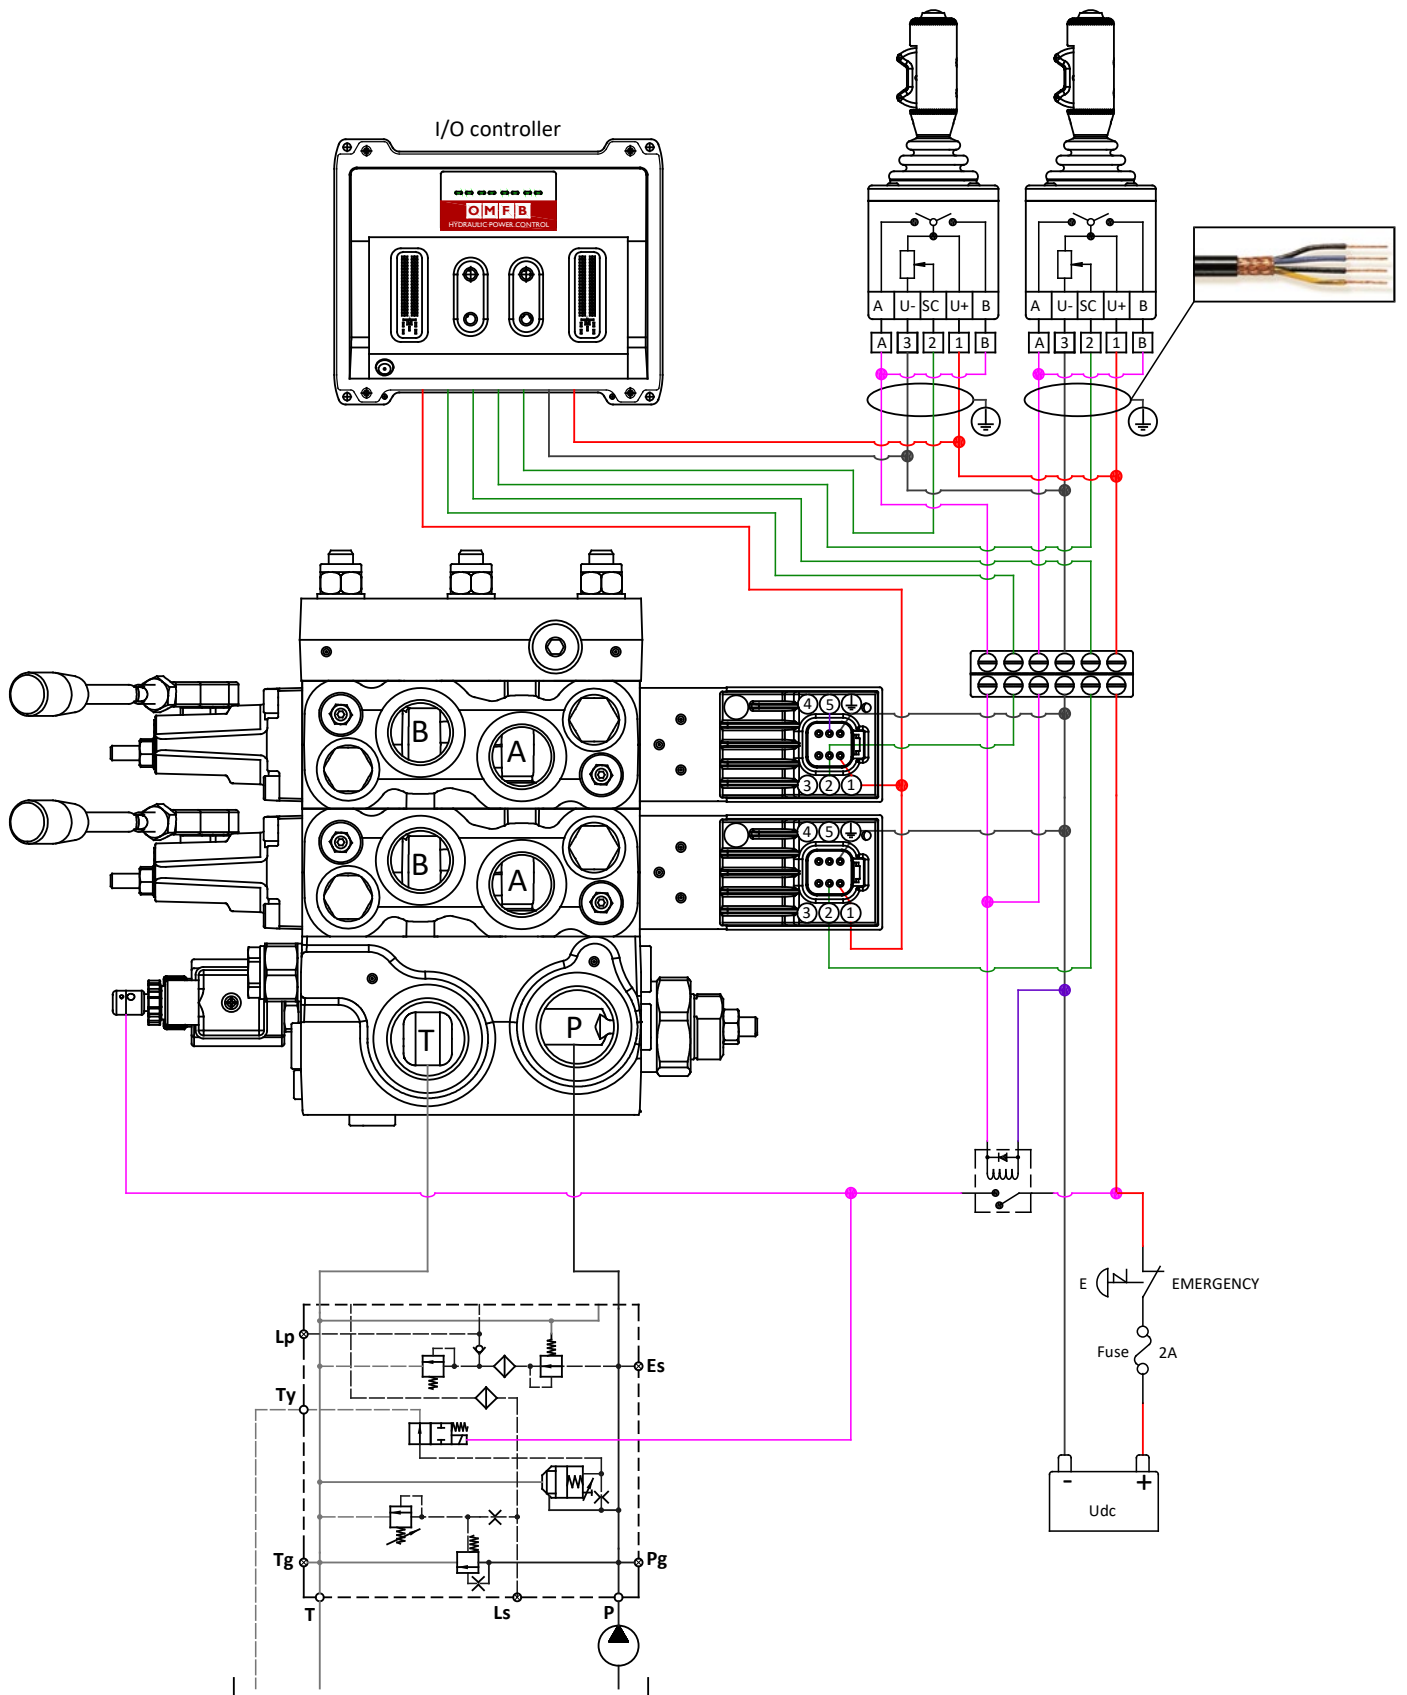 I/O controller
OMFB
HYDRAULIC POWER CONTROL
A U- SC U+ B
A U- SC U+ B
A 3 2 1 B
A 3 2 1 B
B A
4 5
3 2 1
B A
4 5
3 2 1
T P
E EMERGENCY
Fuse 2A
- +
Udc
Lp
Es
Ty
Tg
Pg
T Ls P